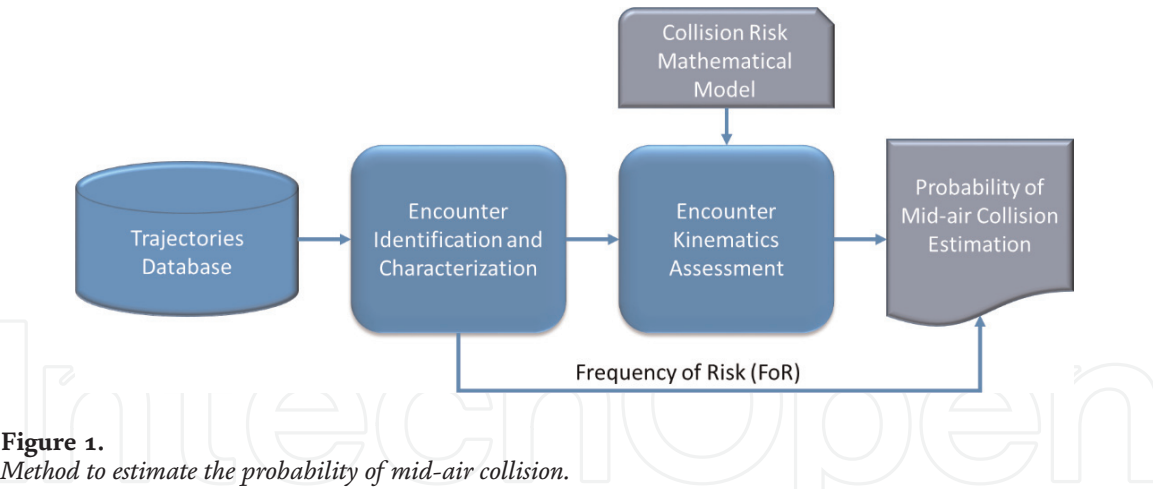 Collision Risk
Mathematical
Model
Trajectories
Database
Encounter
Identification and
Characterization
Encounter
Kinematics
Assessment
Probability of
Mid-air Collision
Estimation
Frequency of Risk (FoR)
IntechOpen
Figure 1.
Method to estimate the probability of mid-air collision.